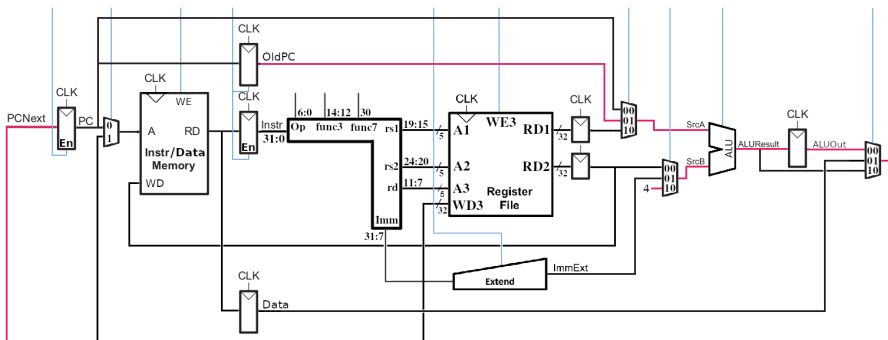 CLK
OldPC
CLK
PCNext
PC
En
0
1
CLK
WE
A
RD
Instr/Data
Memory
WD
CLK
Instr
31:0
En
6:0
14:12
30
Op
func3
func7
rs1
19:15
rs2
24:20
rd
11:7
Imm
31:7
5
5
5
32
CLK
WE3
A1
RD1
A2
RD2
A3
Register
File
WD3
32
32
CLK
00
01
10
00
01
10
4
SrcA
SrcB
ALU
ALUResult
CLK
ALUOut
00
01
10
Extend
ImmExt
CLK
Data